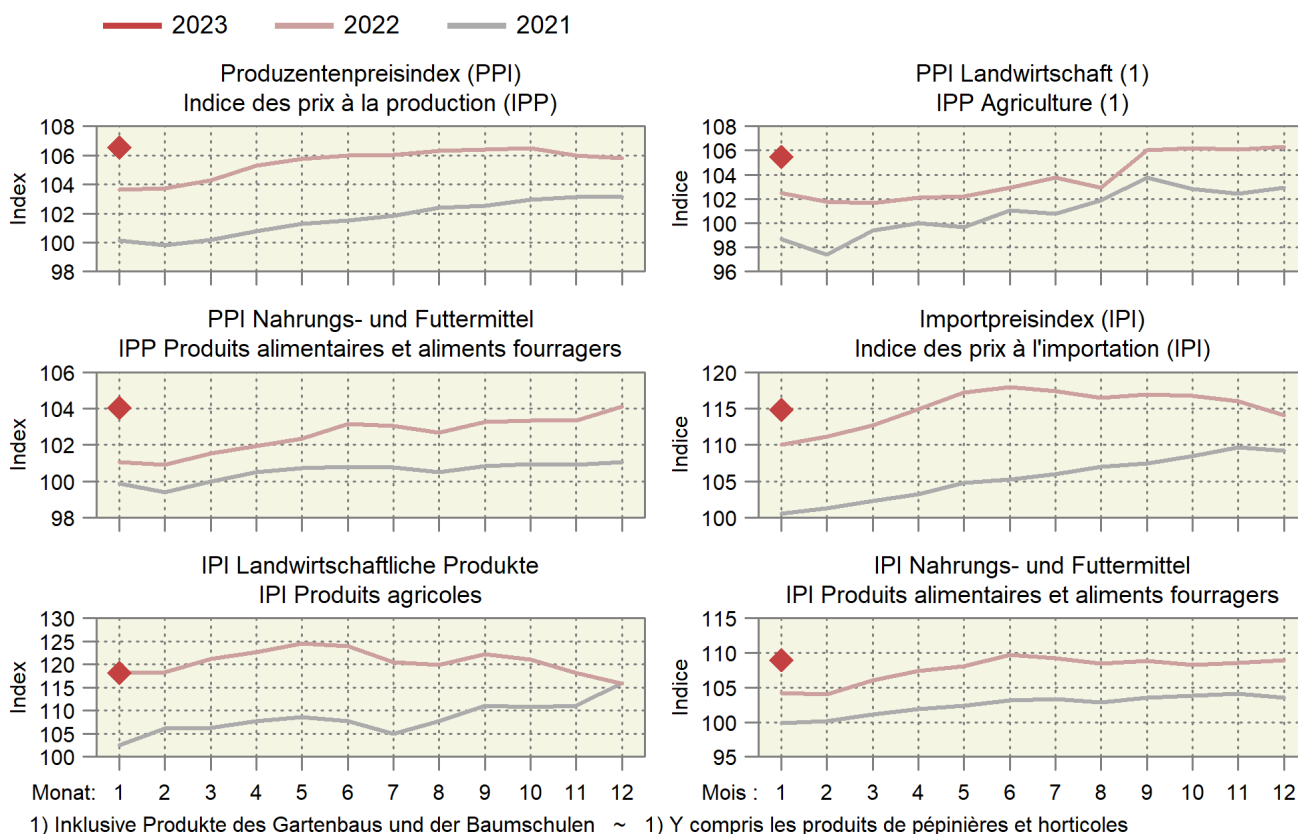 2023 2022 2021
Produzentenpreisindex (PPI)
Indice des prix à la production (IPP)
108
106
104
102
100
98
Index
PPI Landwirtschaft (1)
IPP Agriculture (1)
108
106
104
102
100
98
96
Indice
PPI Nahrungs- und Futtermittel
IPP Produits alimentaires et aliments fourragers
106
104
102
100
98
Index
Importpreisindex (IPI)
Indice des prix à l'importation (IPI)
120
115
110
105
100
Indice
IPI Landwirtschaftliche Produkte
IPI Produits agricoles
130
125
120
115
110
105
100
Index
Monat: 1 2 3 4 5 6 7 8 9 10 11 12
IPI Nahrungs- und Futtermittel
IPI Produits alimentaires et aliments fourragers
115
110
105
100
95
Indice
Mois : 1 2 3 4 5 6 7 8 9 10 11 12
1) Inklusive Produkte des Gartenbaus und der Baumschulen ~ 1) Y compris les produits de pépinières et horticoles